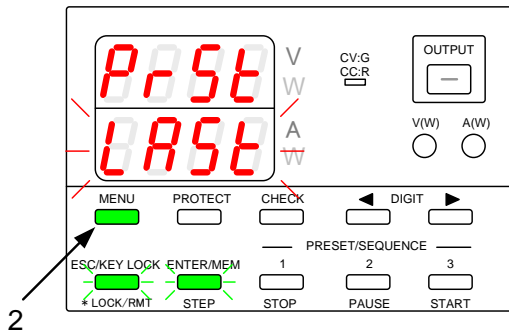 PrSt
V
W
CV:G
CC:R
OUTPUT
LASt
A
W
V(W) A(W)
MENU PROTECT CHECK ◀ DIGIT ▶
PRESET/SEQUENCE
ESC/KEY LOCK ENTER/MEM 1 2 3
* LOCK/RMT STEP STOP PAUSE START
2